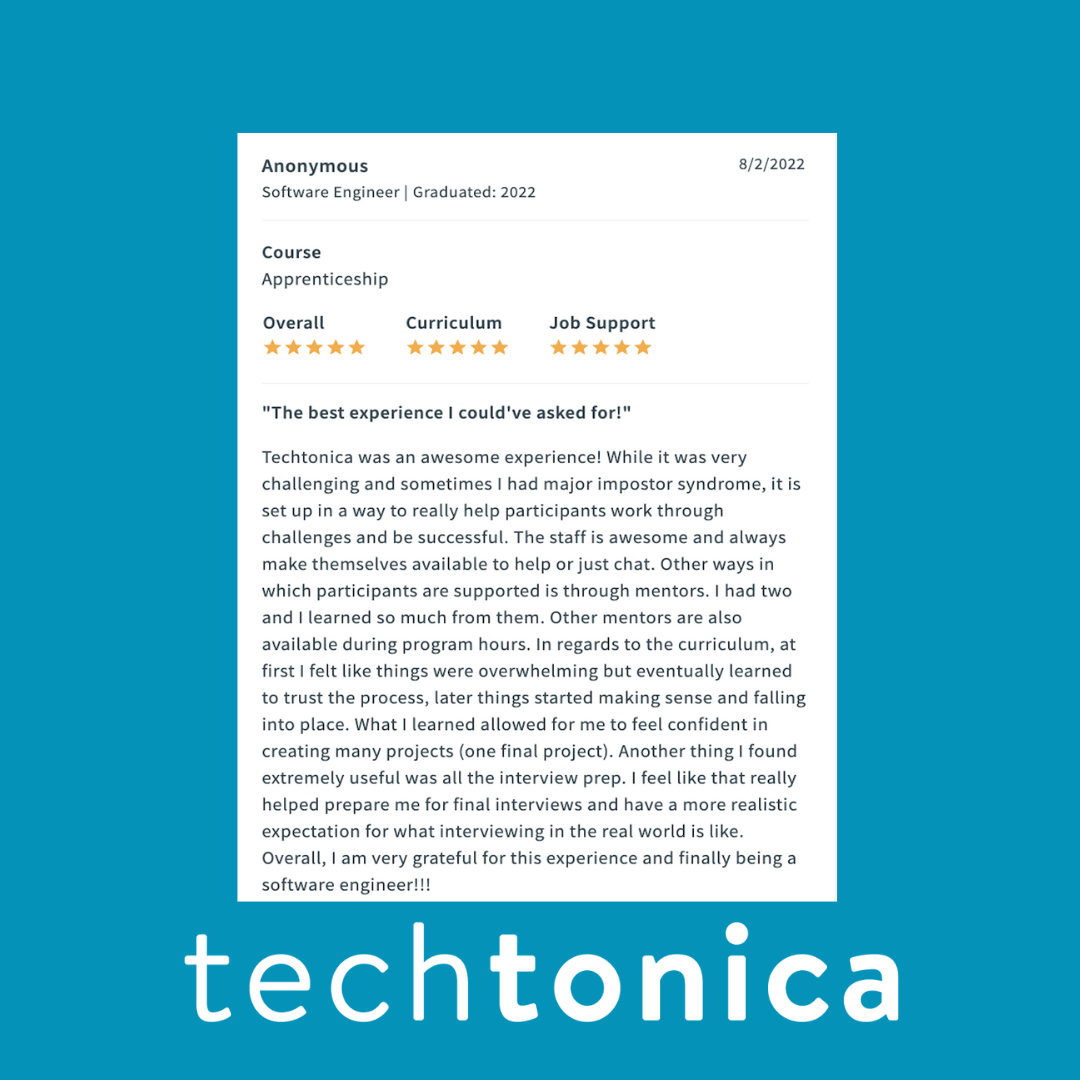 Anonymous
8/2/2022
Software Engineer | Graduated: 2022
Course
Apprenticeship
Overall Curriculum Job Support
"The best experience I could've asked for!"
Techtonica was an awesome experience! While it was very
challenging and sometimes I had major impostor syndrome, it is
set up in a way to really help participants work through
challenges and be successful. The staff is awesome and always
make themselves available to help or just chat. Other ways in
which participants are supported is through mentors. I had two
and I learned so much from them. Other mentors are also
available during program hours. In regards to the curriculum, at
first I felt like things were overwhelming but eventually learned
to trust the process, later things started making sense and falling
into place. What I learned allowed for me to feel confident in
creating many projects (one final project). Another thing I found
extremely useful was all the interview prep. I feel like that really
helped prepare me for final interviews and have a more realistic
expectation for what interviewing in the real world is like.
Overall, I am very grateful for this experience and finally being a
software engineer!!!
techtonica